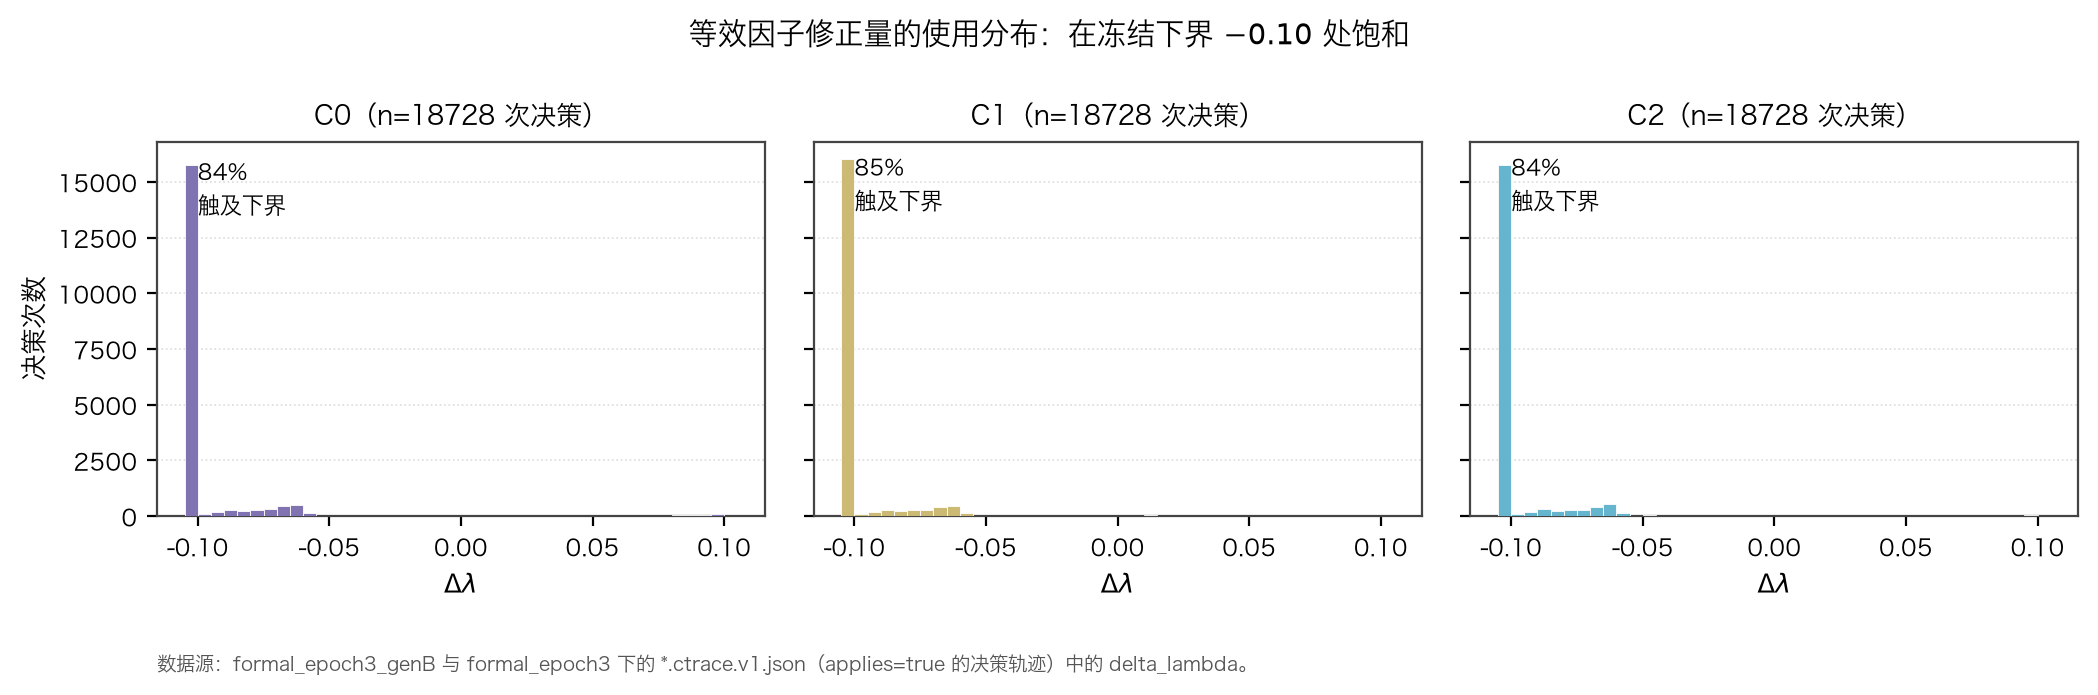 等效因子修正量的使用分布：在冻结下界 −0.10 处饱和
C0（n=18728 次决策）
C1（n=18728 次决策）
C2（n=18728 次决策）
84%
触及下界
85%
触及下界
84%
触及下界
决策次数
15000
12500
10000
7500
5000
2500
0
-0.10 -0.05 0.00 0.05 0.10
-0.10 -0.05 0.00 0.05 0.10
-0.10 -0.05 0.00 0.05 0.10
Δλ
Δλ
Δλ
数据源：formal_epoch3_genB 与 formal_epoch3 下的 *.ctrace.v1.json（applies=true 的决策轨迹）中的 delta_lambda。